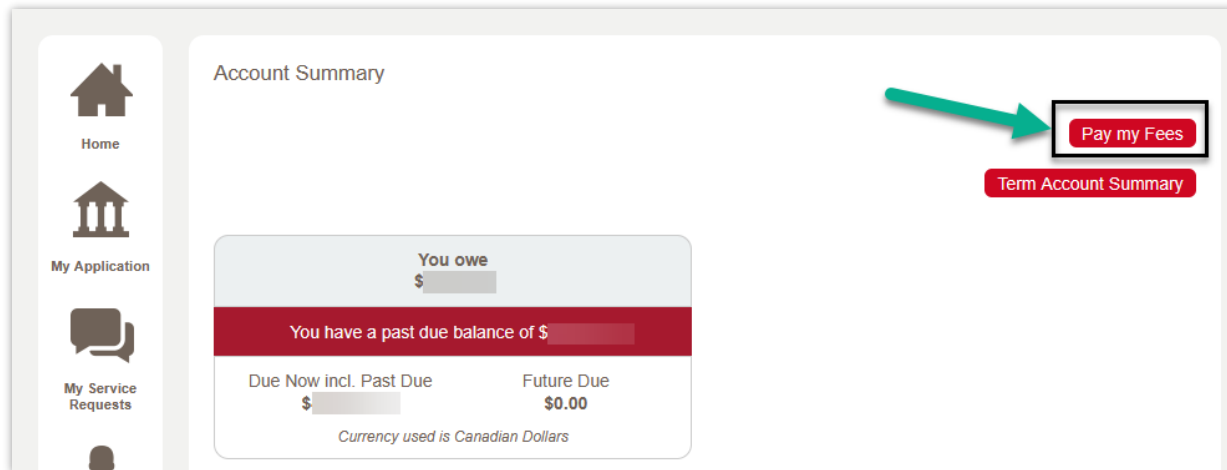 Account Summary
Home
Pay my Fees
Term Account Summary
My Application
You owe
$
You have a past due balance of $
My Service
Requests
Due Now incl. Past Due
Future Due
$
$0.00
Currency used is Canadian Dollars